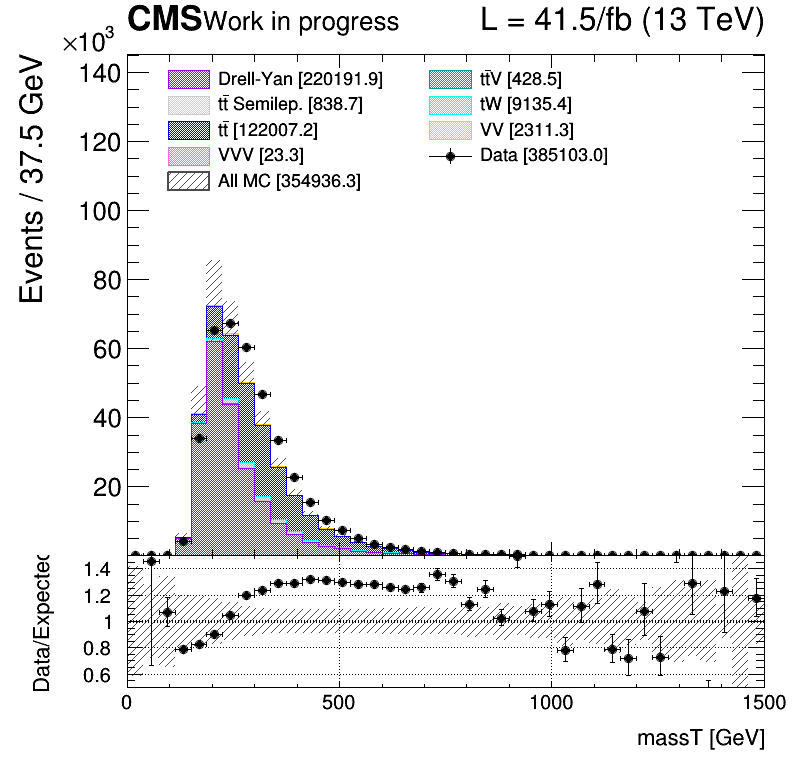 CMS Work in progress L = 41.5/fb (13 TeV)
×10³
Events / 37.5 GeV
140
120
100
80
60
40
20
Drell-Yan [220191.9]
tt̄ Semilep. [838.7]
tt̄ [122007.2]
VVV [23.3]
All MC [354936.3]
tt̄V [428.5]
tW [9135.4]
VV [2311.3]
Data [385103.0]
Data/Expected
1.4
1.2
1
0.8
0.6
0 500 1000 1500
massT [GeV]